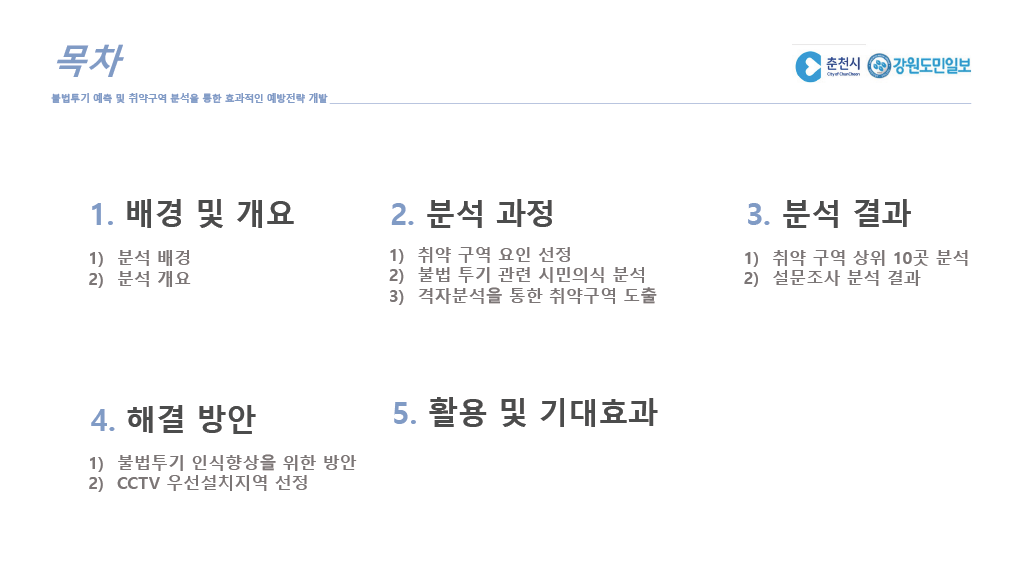 목차
춘천시
City of ChunCheon
강원도민일보
불법투기 예측 및 취약구역 분석을 통한 효과적인 예방전략 개발
1. 배경 및 개요
1) 분석 배경
2) 분석 개요
2. 분석 과정
1) 취약 구역 요인 선정
2) 불법 투기 관련 시민의식 분석
3) 격자분석을 통한 취약구역 도출
3. 분석 결과
1) 취약 구역 상위 10곳 분석
2) 설문조사 분석 결과
4. 해결 방안
1) 불법투기 인식향상을 위한 방안
2) CCTV 우선설치지역 선정
5. 활용 및 기대효과